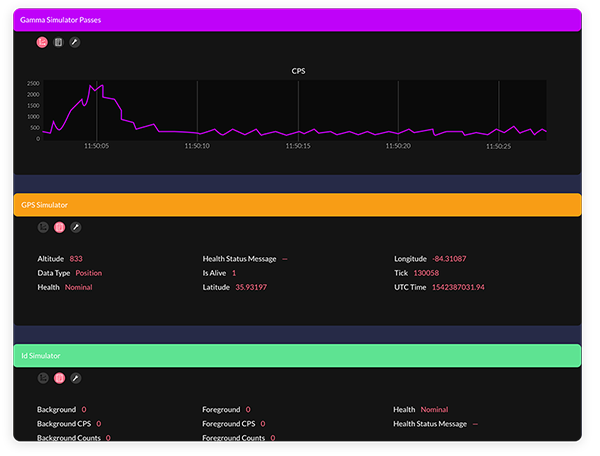 Gamma Simulator Passes
CPS
2500
2000
1500
1000
500
0
11:50:05 11:50:10 11:50:15 11:50:20 11:50:25
GPS Simulator
Altitude 833 Health Status Message — Longitude -84.31087
Data Type Position Is Alive 1 Tick 130058
Health Nominal Latitude 35.93197 UTC Time 1542387031.94
Id Simulator
Background 0 Foreground 0 Health Nominal
Background CPS 0 Foreground CPS 0 Health Status Message —
Background Counts 0 Foreground Counts 0